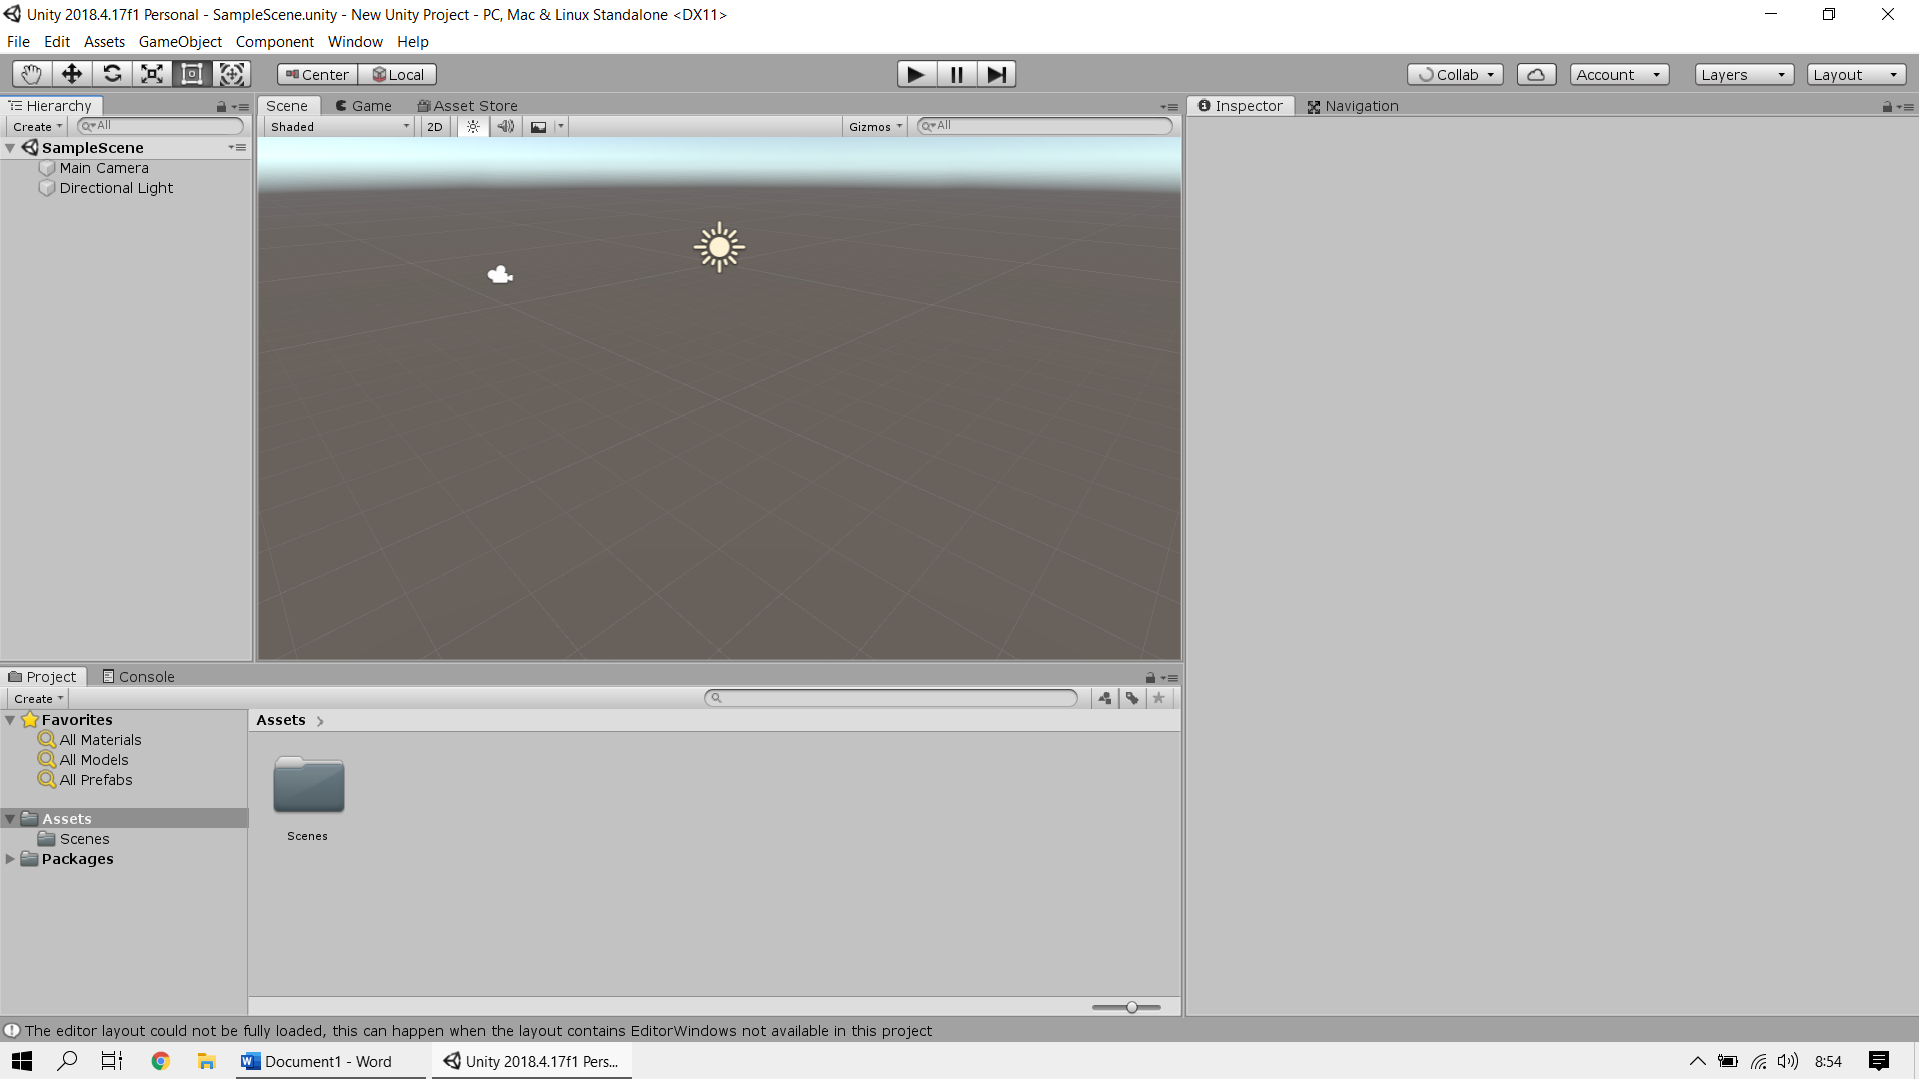 Unity 2018.4.17f1 Personal - SampleScene.unity - New Unity Project - PC, Mac & Linux Standalone <DX11>
File Edit Assets GameObject Component Window Help
Center Local Collab Account Layers Layout
Hierarchy Scene Game Asset Store Inspector Navigation
Create All Shaded 2D Gizmos All
SampleScene
Main Camera
Directional Light
Project Console
Create
Favorites Assets
All Materials
All Models
All Prefabs
Assets
Scenes Scenes
Packages
The editor layout could not be fully loaded, this can happen when the layout contains EditorWindows not available in this project
Document1 - Word Unity 2018.4.17f1 Pers... 8:54